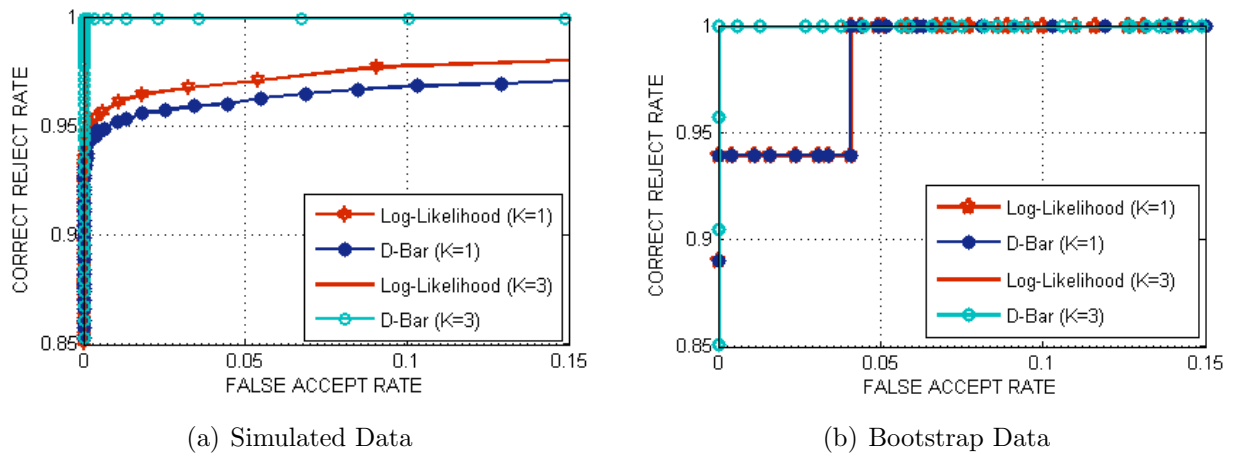 CORRECT REJECT RATE
1
0.95
0.9
0.85
0
0.05
0.1
0.15
FALSE ACCEPT RATE
Log-Likelihood (K=1)
D-Bar (K=1)
Log-Likelihood (K=3)
D-Bar (K=3)
(a) Simulated Data
CORRECT REJECT RATE
1
0.95
0.9
0.85
0
0.05
0.1
0.15
FALSE ACCEPT RATE
Log-Likelihood (K=1)
D-Bar (K=1)
Log-Likelihood (K=3)
D-Bar (K=3)
(b) Bootstrap Data